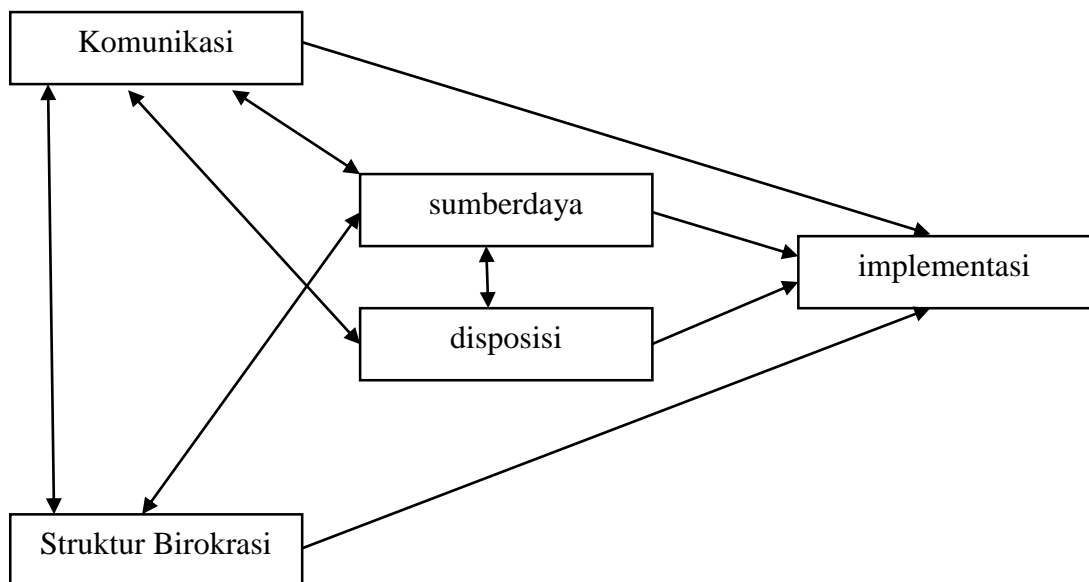 Komunikasi
sumberdaya
implementasi
disposisi
Struktur Birokrasi